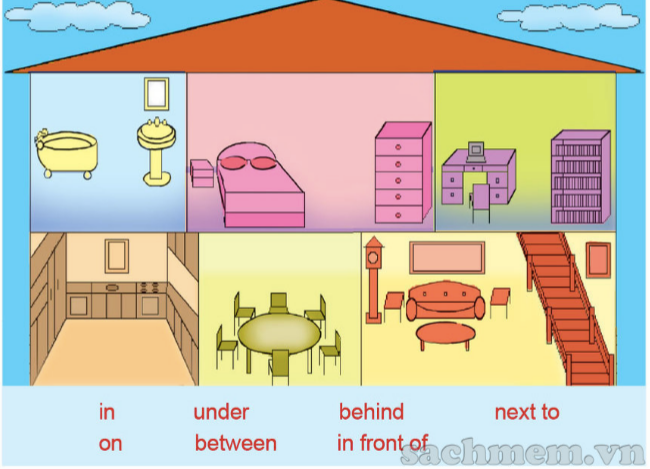 in under behind next to
on between in front of
sachmem.vn